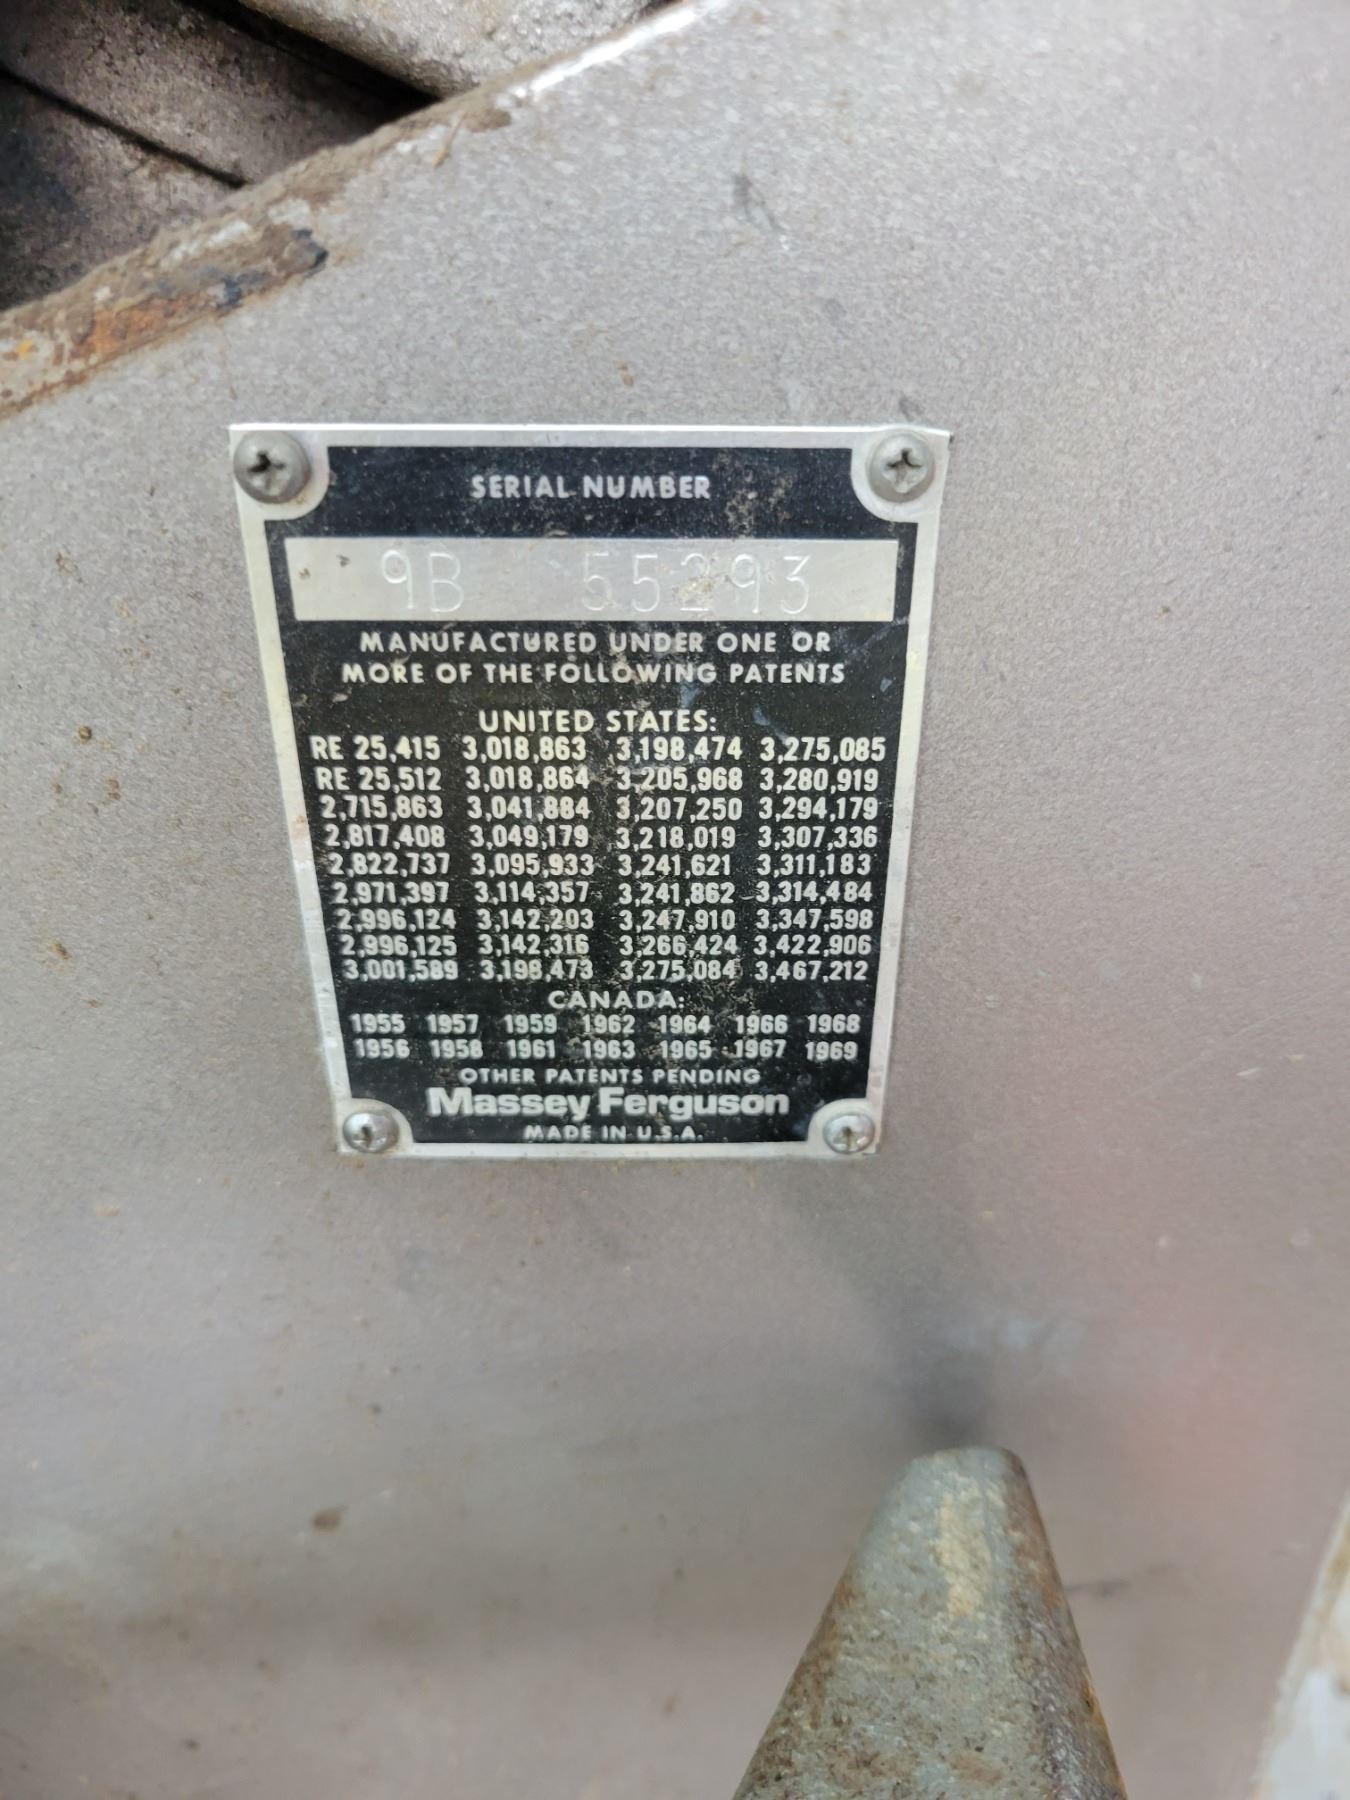 SERIAL NUMBER
9B 55293
MANUFACTURED UNDER ONE OR
MORE OF THE FOLLOWING PATENTS
UNITED STATES:
RE 25,415 3,018,863 3,198,474 3,275,085
RE 25,512 3,018,864 3,205,968 3,280,919
2,715,863 3,041,884 3,207,250 3,294,179
2,817,408 3,049,179 3,218,019 3,307,336
2,822,737 3,095,933 3,241,621 3,311,183
2,971,397 3,114,357 3,241,862 3,314,484
2,996,124 3,142,203 3,247,910 3,347,598
2,996,125 3,142,316 3,266,424 3,422,906
3,001,589 3,198,473 3,275,084 3,467,212
CANADA:
1955 1957 1959 1962 1964 1966 1968
1956 1958 1961 1963 1965 1967 1969
OTHER PATENTS PENDING
Massey Ferguson
MADE IN U.S.A.